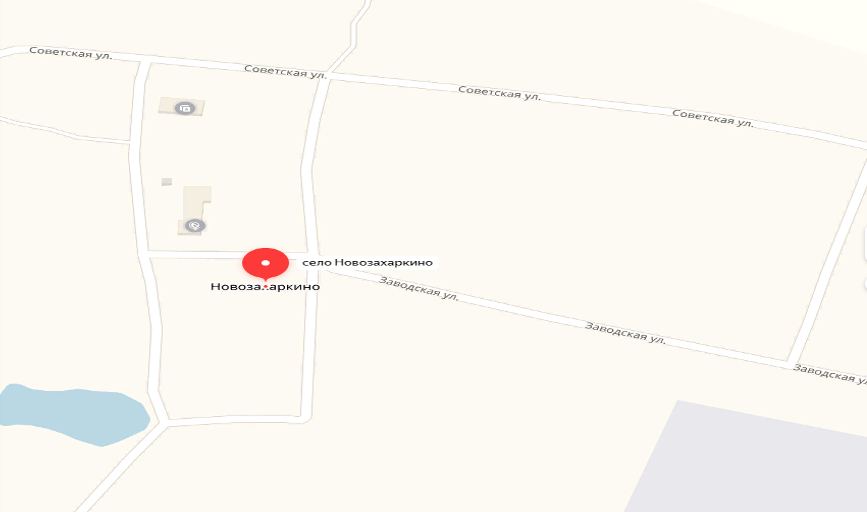 Советская ул.
Советская ул.
Советская ул.
Советская ул.
село Новозахаркино
Новозахаркино
Заводская ул.
Заводская ул.
Заводская ул